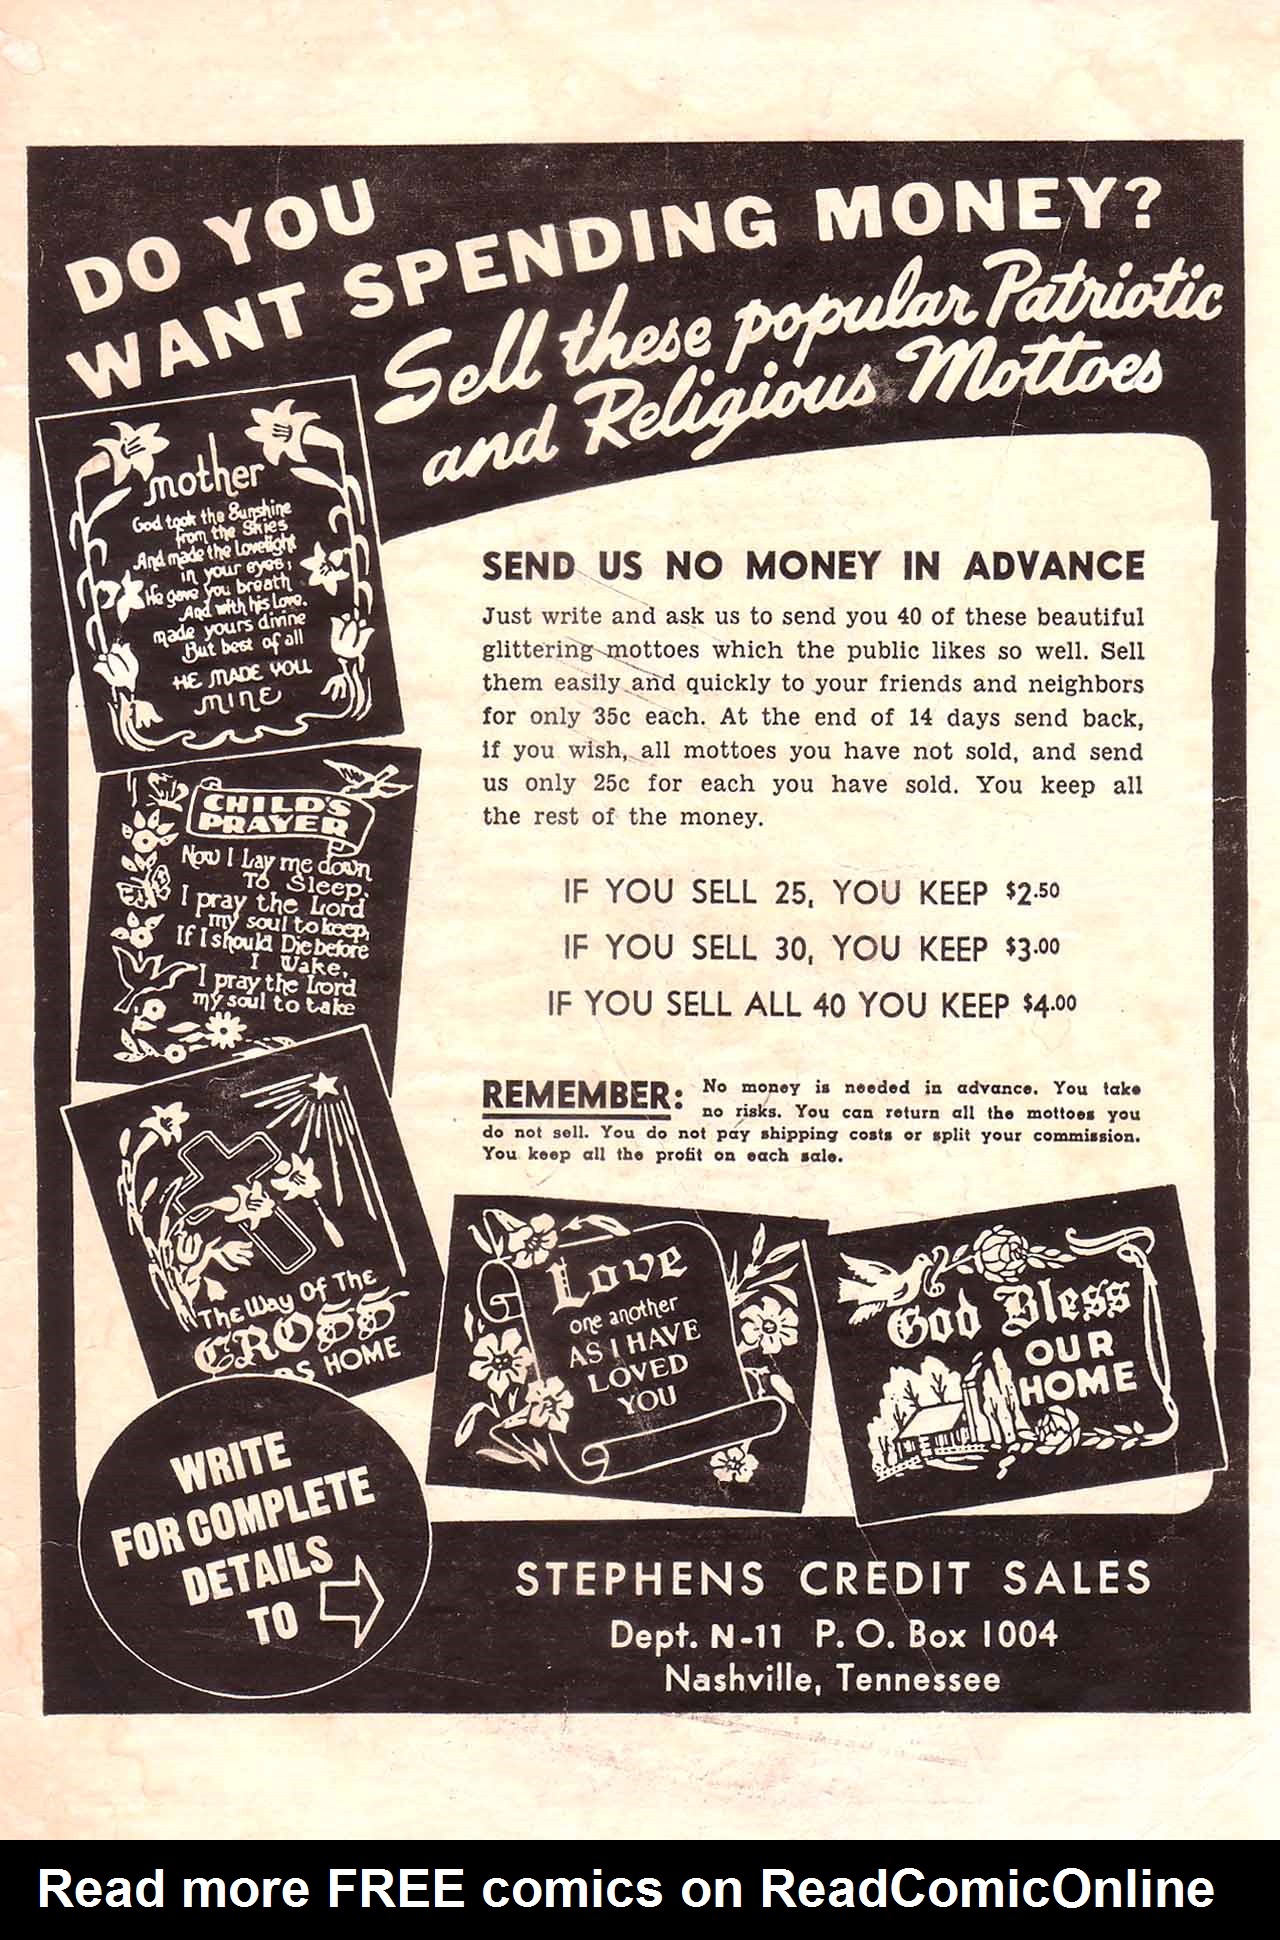 DO YOU
WANT SPENDING MONEY?
Sell these popular Patriotic
and Religious Mottoes
mother
God took the Sunshine
from the Skies
And made the Lovelight
in your eyes;
He gave you breath
And with his Love.
made yours divine
But best of all
HE MADE YOU
MINE
SEND US NO MONEY IN ADVANCE
Just write and ask us to send you 40 of these beautiful
glittering mottoes which the public likes so well. Sell
them easily and quickly to your friends and neighbors
for only 35c each. At the end of 14 days send back,
if you wish, all mottoes you have not sold, and send
us only 25c for each you have sold. You keep all
the rest of the money.
CHILD'S
PRAYER
Now I Lay me down
To Sleep.
I pray the Lord
my soul to keep,
If I should Die before
I Wake,
I pray the Lord
my soul to take
IF YOU SELL 25, YOU KEEP $2.50
IF YOU SELL 30, YOU KEEP $3.00
IF YOU SELL ALL 40 YOU KEEP $4.00
REMEMBER: No money is needed in advance. You take
no risks. You can return all the mottoes you
do not sell. You do not pay shipping costs or split your commission.
You keep all the profit on each sale.
The Way Of The
CROSS
HOME
Love
one another
AS I HAVE
LOVED
YOU
God Bless
OUR
HOME
WRITE
FOR COMPLETE
DETAILS
TO
STEPHENS CREDIT SALES
Dept. N-11 P. O. Box 1004
Nashville, Tennessee
Read more FREE comics on ReadComicOnline